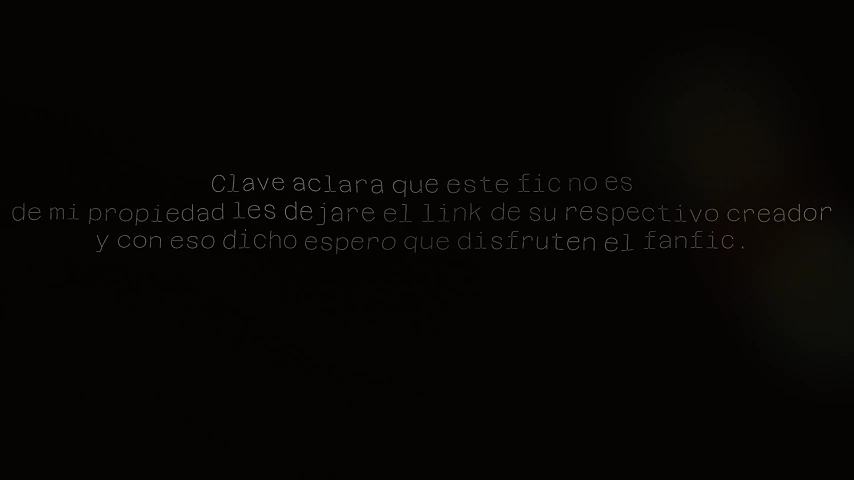 Clave aclara que este fic no es
de mi propiedad les dejare el link de su respectivo creador
y con eso dicho espero que disfruten el fanfic.